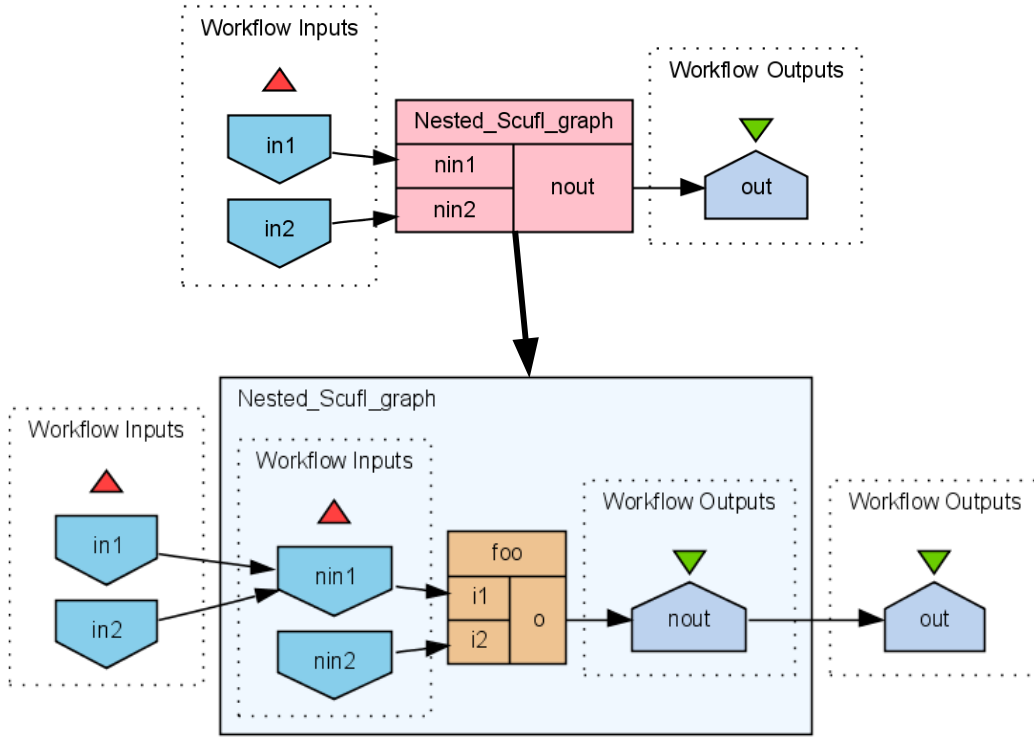 Workflow Inputs
in1
in2
Nested_Scufl_graph
nin1
nin2
nout
Workflow Outputs
out
Nested_Scufl_graph
Workflow Inputs
in1
in2
Workflow Inputs
nin1
nin2
foo
i1
i2
o
Workflow Outputs
nout
Workflow Outputs
out